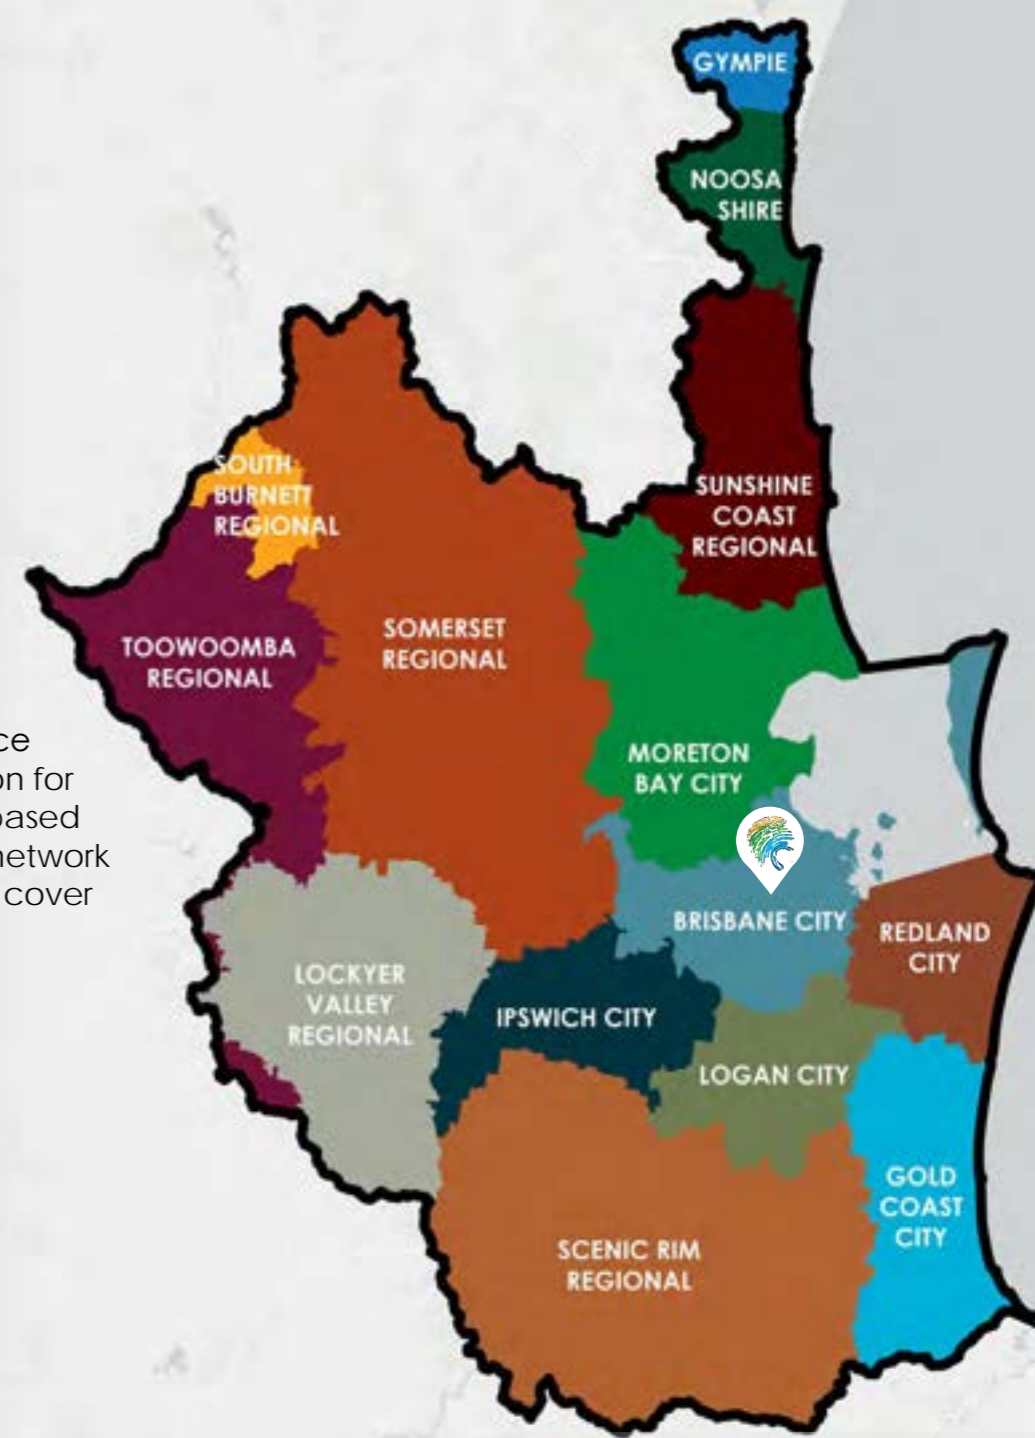 GYMPIE
NOOSA
SHIRE
SOUTH
BURNETT
REGIONAL
SUNSHINE
COAST
REGIONAL
TOOWOOMBA
REGIONAL
SOMERSET
REGIONAL
ce
on for
based
network
cover
MORETON
BAY CITY
BRISBANE CITY
REDLAND
CITY
LOCKYER
VALLEY
REGIONAL
IPSWICH CITY
LOGAN CITY
GOLD
COAST
CITY
SCENIC RIM
REGIONAL